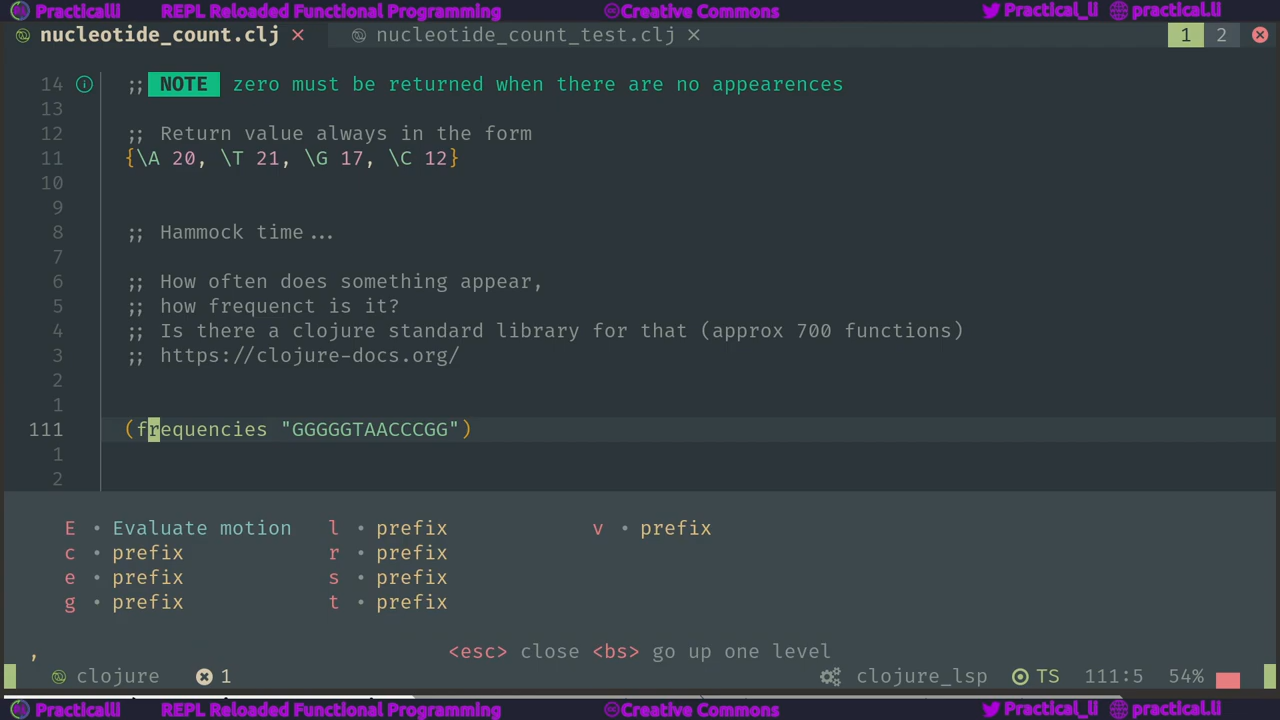 Practicalli REPL Reloaded Functional Programming Creative Commons Practical_li practical.li
nucleotide_count.clj × nucleotide_count_test.clj × 1 2
14 ;; NOTE zero must be returned when there are no appearences
13
12 ;; Return value always in the form
11 {\A 20, \T 21, \G 17, \C 12}
10
9
8 ;; Hammock time...
7
6 ;; How often does something appear,
5 ;; how frequenct is it?
4 ;; Is there a clojure standard library for that (approx 700 functions)
3 ;; https://clojure-docs.org/
2
1
111 (frequencies "GGGGGTAACCCGG")
1
2
E • Evaluate motion l • prefix v • prefix
c • prefix r • prefix
e • prefix s • prefix
g • prefix t • prefix
, <esc> close <bs> go up one level
clojure 1 clojure_lsp TS 111:5 54%
Practicalli REPL Reloaded Functional Programming Creative Commons Practical_li practical.li